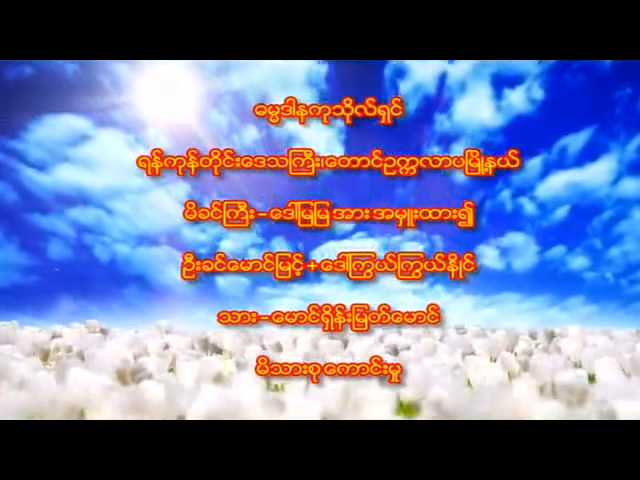 ဓမ္မဒါနကုသိုလ်ရှင်
ရန်ကုန်တိုင်းဒေသကြီး၊တောင်ဥက္ကလာပမြို့နယ်
မိခင်ကြီး-ဒေါ်မြမြအားအမှူးထား၍
ဦးခင်မောင်မြင့်+ဒေါ်ကြွယ်ကြွယ်နိုင်
သား-မောင်ရှိန်းမြတ်မောင်
မိသားစုကောင်းမှု